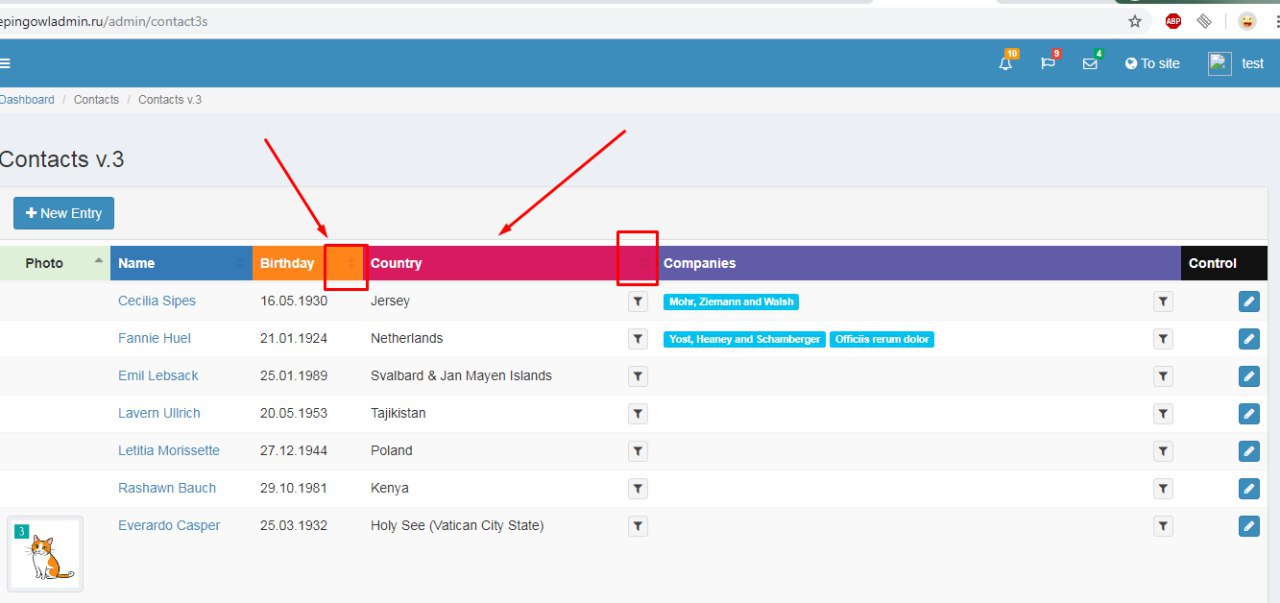 epingowladmin.ru/admin/contact3s
ABP
10 9 4 To site test
Dashboard / Contacts / Contacts v.3
Contacts v.3
New Entry
Photo Name Birthday Country Companies Control
Cecilia Sipes 16.05.1930 Jersey Mohr, Ziemann and Walsh
Fannie Huel 21.01.1924 Netherlands Yost, Heaney and Schamberger Officiis rerum dolor
Emil Lebsack 25.01.1989 Svalbard & Jan Mayen Islands
Lavern Ullrich 20.05.1953 Tajikistan
Letitia Morissette 27.12.1944 Poland
Rashawn Bauch 29.10.1981 Kenya
3 Everardo Casper 25.03.1932 Holy See (Vatican City State)